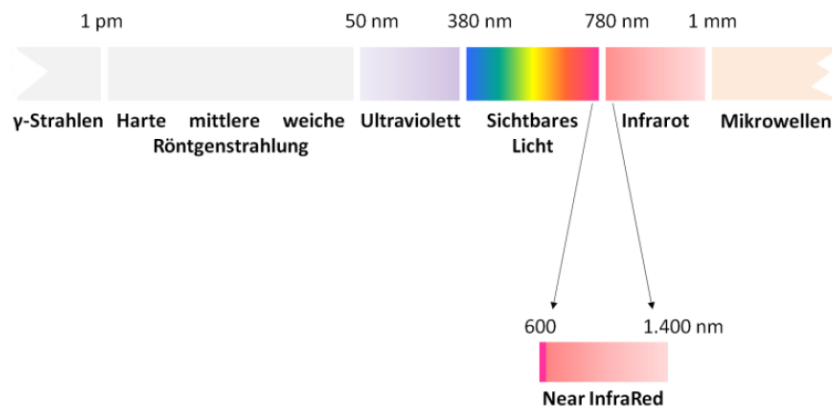 1 pm 50 nm 380 nm 780 nm 1 mm
γ-Strahlen Harte mittlere weiche Ultraviolett Sichtbares Infrarot Mikrowellen
Röntgenstrahlung Licht
600 1.400 nm
Near InfraRed